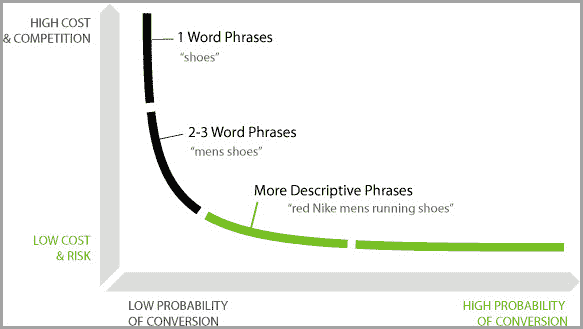 HIGH COST
& COMPETITION
1 Word Phrases
“shoes”
2-3 Word Phrases
“mens shoes”
More Descriptive Phrases
“red Nike mens running shoes”
LOW COST
& RISK
LOW PROBABILITY
OF CONVERSION
HIGH PROBABILITY
OF CONVERSION